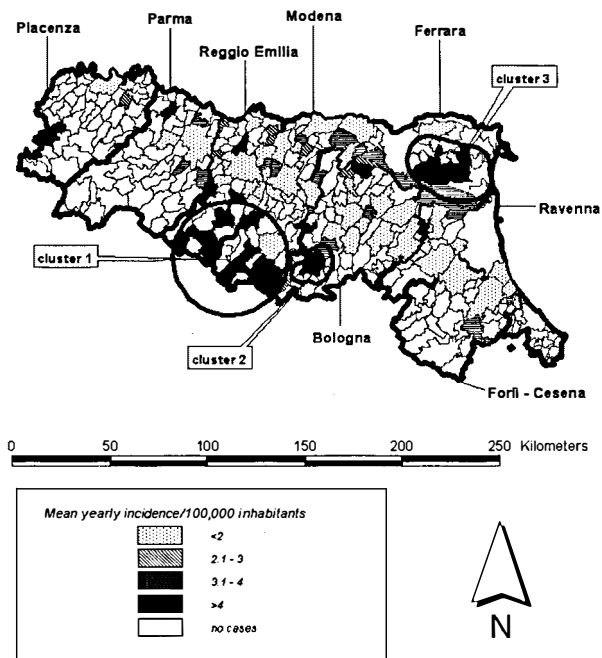 Modena
Parma
Piacenza
Ferrara
Reggio Emilia
cluster 3
Ravenna
cluster 1
Bologna
cluster 2
Forlì - Cesena
0 50 100 150 200 250 Kilometers
Mean yearly incidence/100,000 inhabitants
<2
2.1 - 3
3.1 - 4
>4
no cases
N